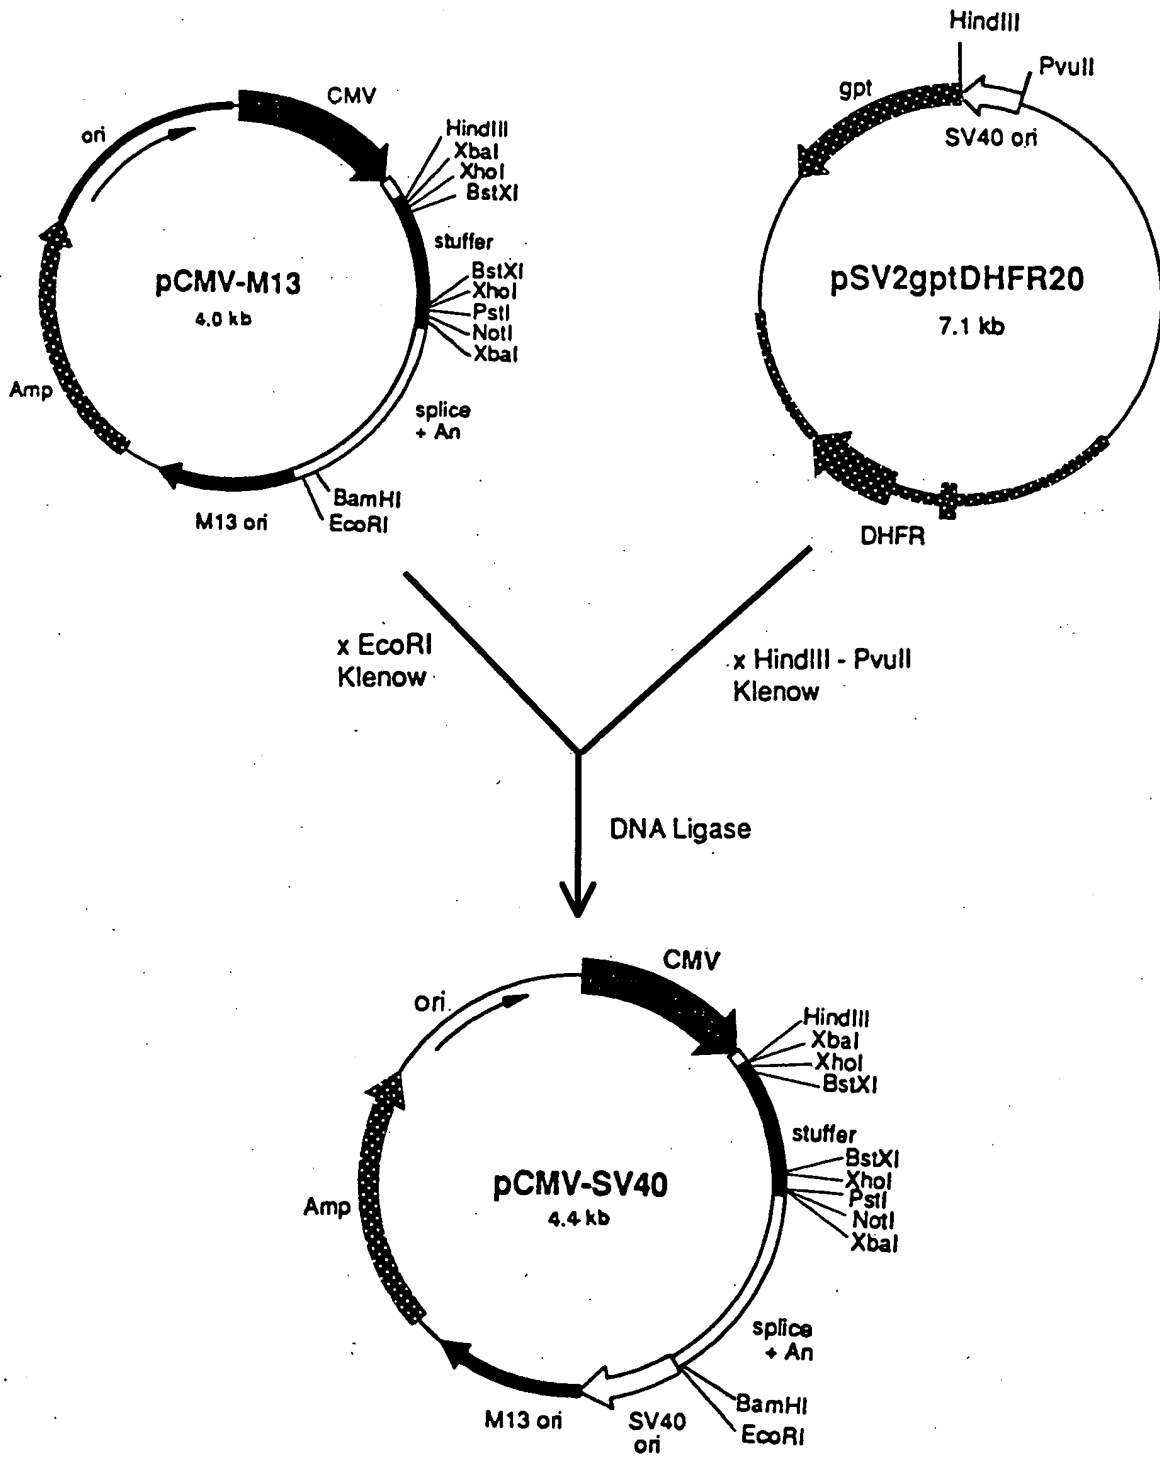 HindIII
PvuII
gpt
SV40 ori
pSV2gptDHFR20
7.1 kb
DHFR
CMV
ori
HindIII
XbaI
XhoI
BstXI
stuffer
BstXI
XhoI
PstI
NotI
XbaI
pCMV-M13
4.0 kb
Amp
splice
+ An
BamHI
EcoRI
M13 ori
x EcoRI
Klenow
x HindIII - PvuII
Klenow
DNA Ligase
CMV
ori
HindIII
XbaI
XhoI
BstXI
stuffer
BstXI
XhoI
PstI
NotI
XbaI
pCMV-SV40
4.4 kb
Amp
splice
+ An
BamHI
EcoRI
M13 ori
SV40
ori